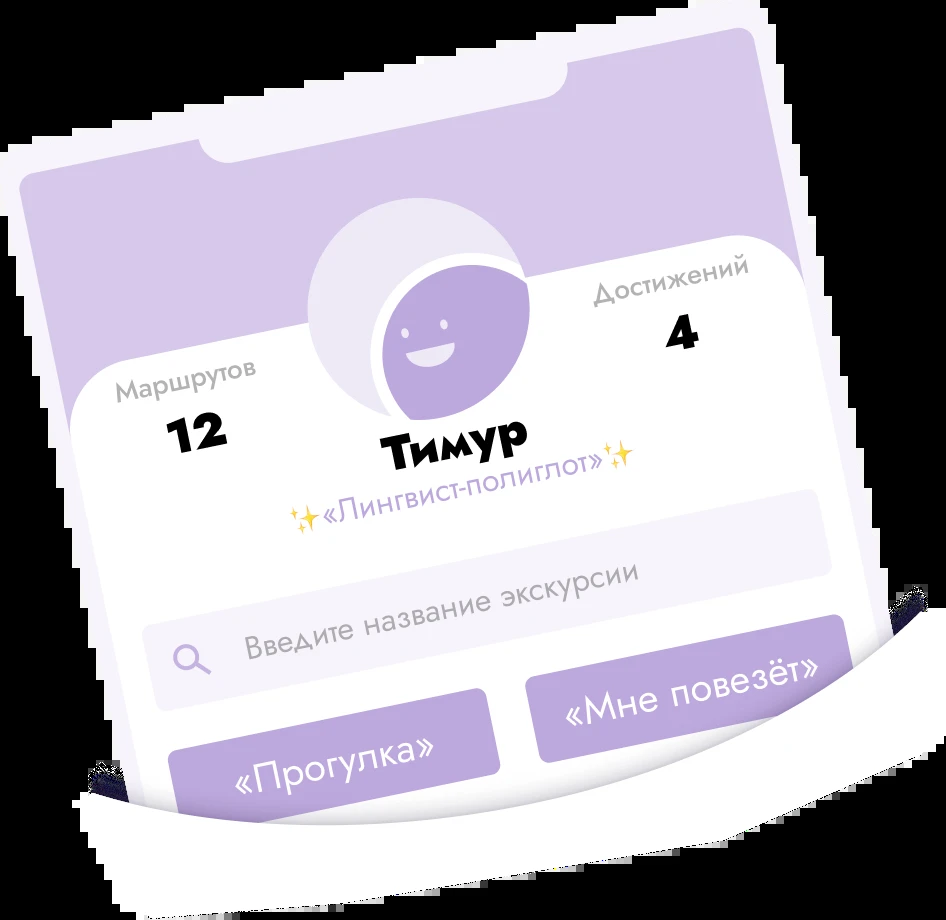 Маршрутов
12
Достижений
4
Тимур
✨«Лингвист-полиглот»✨
Введите название экскурсии
«Прогулка»
«Мне повезёт»